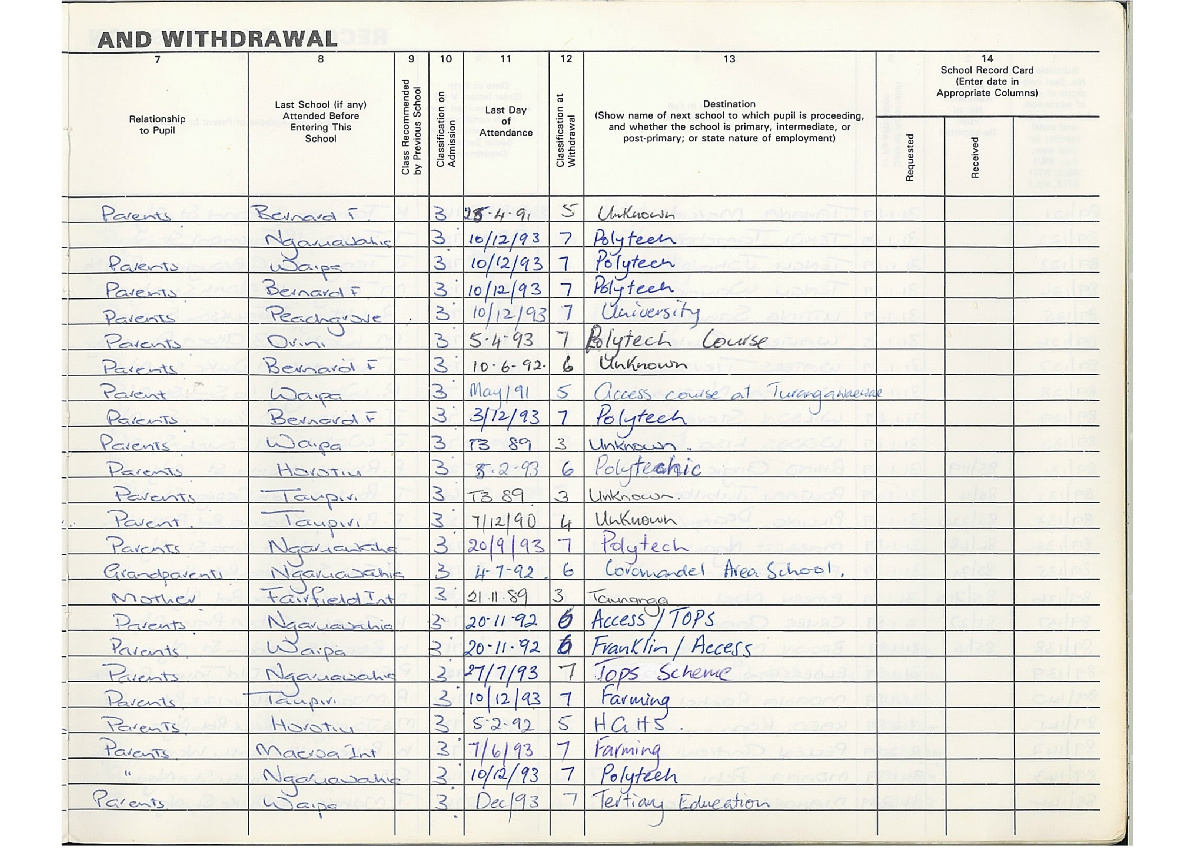 AND WITHDRAWAL
7 8 9 10 11 12 13 14
Relationship to Pupil
Last School (if any) Attended Before Entering This School
Class Recommended by Previous School
Classification on Admission
Last Day of Attendance
Classification at Withdrawal
Destination
(Show name of next school to which pupil is proceeding, and whether the school is primary, intermediate, or post-primary; or state nature of employment)
School Record Card (Enter date in Appropriate Columns)
Requested
Received
Parents Bernard F. 3 25·4·91 5 Unknown
Ngaruawahia 3 10/12/93 7 Polytech
Parents Waipa 3 10/12/93 7 Polytech
Parents Bernard F 3 10/12/93 7 Polytech
Parents Peachgrove 3 10/12/93 7 University
Parents Orini 3 5·4·93 7 Polytech Course
Parents Bernard F 3 10·6·92· 6 Unknown
Parent Waipa 3 May/91 5 Access course at Turangawaewae
Parents Bernard F 3 3/12/93 7 Polytech
Parents Waipa 3 T3 89 3 Unknown.
Parents Horotiu 3 5·2·93 6 Polytechic
Parents Taupiri 3 T3 89 3 Unknown.
Parent. Taupiri. 3 7/12/90 4 Unknown
Parents Ngaruawahia 3 20/9/93 7 Polytech
Grandparents Ngaruawahia 3 4·7·92. 6 Coromandel Area School.
Mother Fairfield Int 3 21·11·89 3 Tauranga
Parents Ngaruawahia 3 20·11·92 6 Access/TOPS
Parents Waipa 3 20·11·92 6 Franklin/Access
Parents Ngaruawahia 3 27/7/93 7 Tops Scheme
Parents Taupiri 3 10/12/93 7 Farming
Parents Horotiu 3 5·2·92 5 HGHS.
Parents Maeroa Int 3 7/6/93 7 Farming
" Ngaruawahia 3 10/12/93 7 Polytech
Parents Waipa 3 Dec/93 7 Tertiary Education